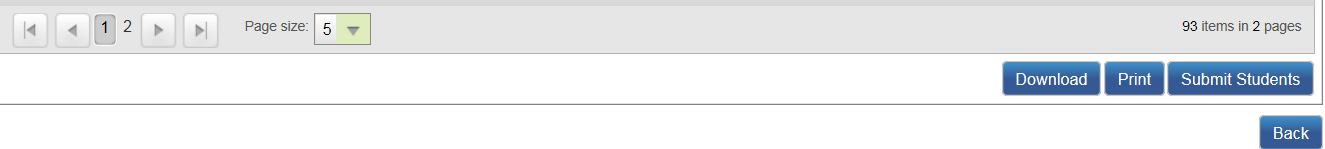 1 2 Page size: 5 93 items in 2 pages
Download Print Submit Students
Back